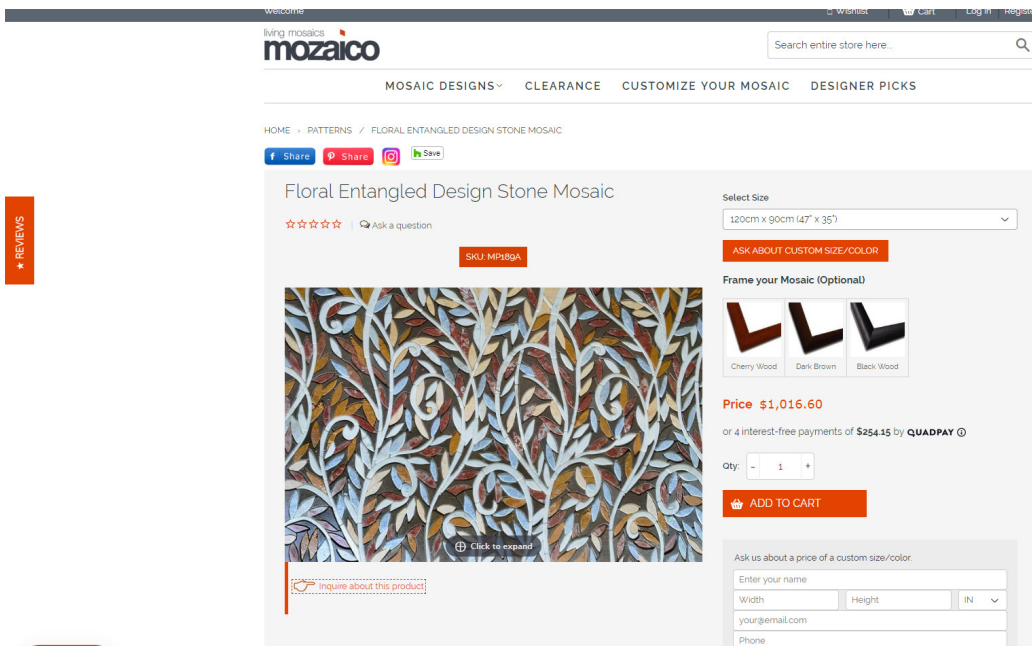 Welcome
Wishlist
Cart
Log In
Register
living mosaics
mozaico
Search entire store here...
MOSAIC DESIGNS
CLEARANCE
CUSTOMIZE YOUR MOSAIC
DESIGNER PICKS
HOME › PATTERNS / FLORAL ENTANGLED DESIGN STONE MOSAIC
f Share
Share
Save
★ REVIEWS
Floral Entangled Design Stone Mosaic
Ask a question
SKU: MP189A
Click to expand
Inquire about this product
Select Size
120cm x 90cm (47" x 35")
ASK ABOUT CUSTOM SIZE/COLOR
Frame your Mosaic (Optional)
Cherry Wood
Dark Brown
Black Wood
Price $1,016.60
or 4 interest-free payments of $254.15 by QUADPAY
Qty: - 1 +
ADD TO CART
Ask us about a price of a custom size/color.
Enter your name
Width
Height
IN
your@email.com
Phone